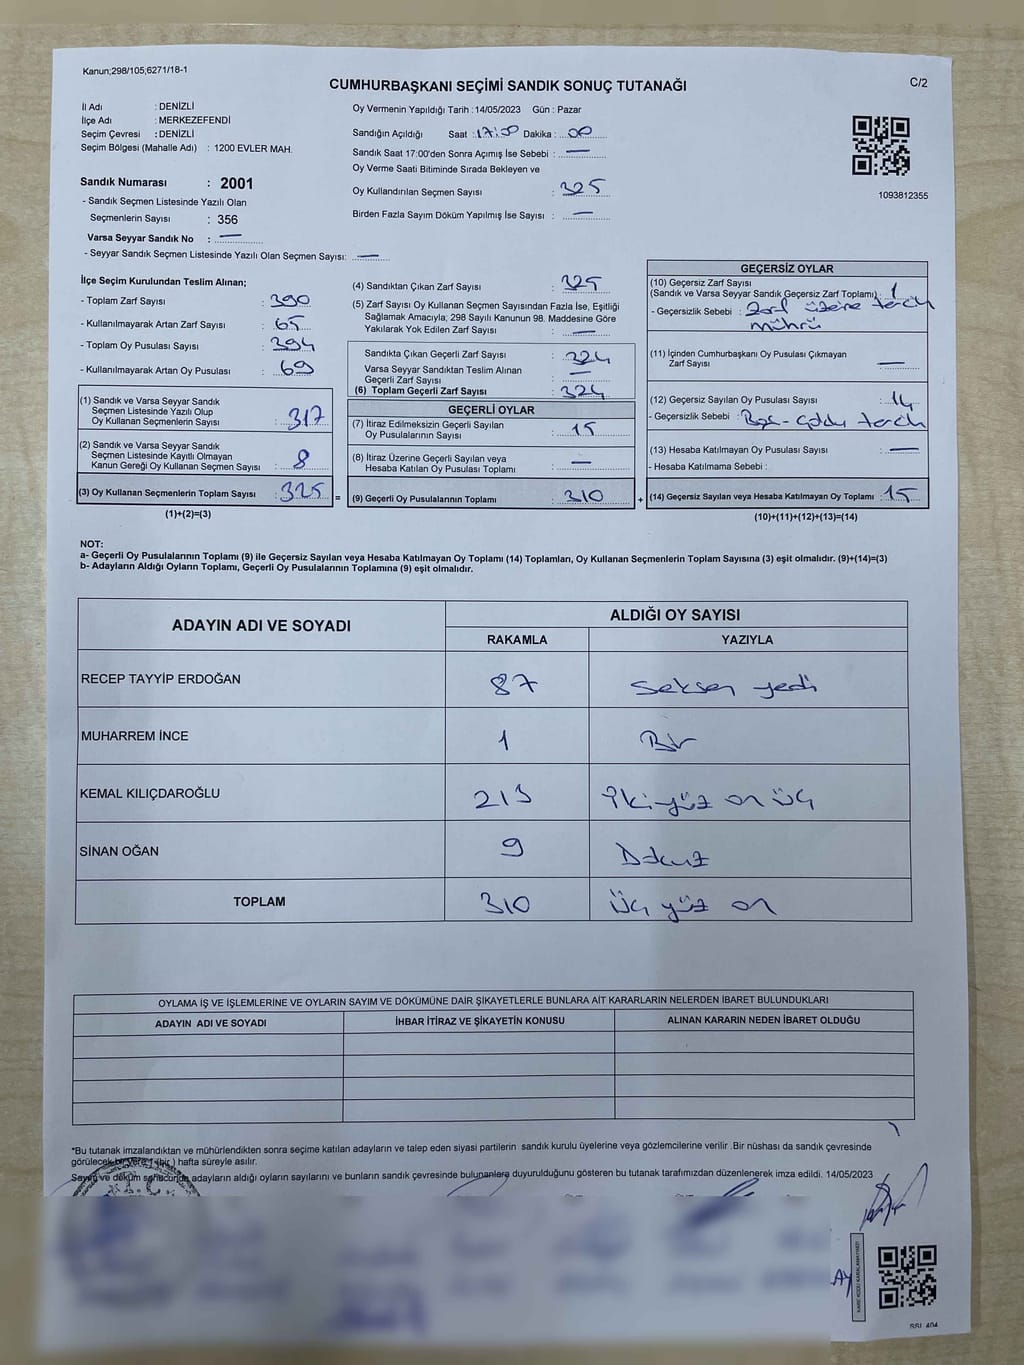 Kanun;298/105;6271/18-1
CUMHURBAŞKANI SEÇİMİ SANDIK SONUÇ TUTANAĞI
C/2
İl Adı : DENİZLİ
İlçe Adı : MERKEZEFENDİ
Seçim Çevresi : DENİZLİ
Seçim Bölgesi (Mahalle Adı) : 1200 EVLER MAH.
Sandık Numarası : 2001
- Sandık Seçmen Listesinde Yazılı Olan
Seçmenlerin Sayısı : 356
Varsa Seyyar Sandık No : —
- Seyyar Sandık Seçmen Listesinde Yazılı Olan Seçmen Sayısı: —
Oy Vermenin Yapıldığı Tarih : 14/05/2023 Gün : Pazar
Sandığın Açıldığı Saat : Dakika : 00
Sandık Saat 17:00'den Sonra Açımış İse Sebebi : —
Oy Verme Saati Bitiminde Sırada Bekleyen ve
Oy Kullandırılan Seçmen Sayısı : 325
Birden Fazla Sayım Döküm Yapılmış İse Sayısı : —
1093812355
İlçe Seçim Kurulundan Teslim Alınan;
- Toplam Zarf Sayısı : 390
- Kullanılmayarak Artan Zarf Sayısı : 65
- Toplam Oy Pusulası Sayısı : 394
- Kullanılmayarak Artan Oy Pusulası : 69
(1) Sandık ve Varsa Seyyar Sandık
Seçmen Listesinde Yazılı Olup
Oy Kullanan Seçmenlerin Sayısı : 317
(2) Sandık ve Varsa Seyyar Sandık
Seçmen Listesinde Kayıtlı Olmayan
Kanun Gereği Oy Kullanan Seçmen Sayısı : 8
(3) Oy Kullanan Seçmenlerin Toplam Sayısı : 325 =
(1)+(2)=(3)
(4) Sandıktan Çıkan Zarf Sayısı : 325
(5) Zarf Sayısı Oy Kullanan Seçmen Sayısından Fazla İse, Eşitliği
Sağlamak Amacıyla; 298 Sayılı Kanunun 98. Maddesine Göre
Yakılarak Yok Edilen Zarf Sayısı : —
Sandıkta Çıkan Geçerli Zarf Sayısı : 324
Varsa Seyyar Sandıktan Teslim Alınan
Geçerli Zarf Sayısı : —
(6) Toplam Geçerli Zarf Sayısı : 324
GEÇERLİ OYLAR
(7) İtiraz Edilmeksizin Geçerli Sayılan
Oy Pusulalarının Sayısı : 15
(8) İtiraz Üzerine Geçerli Sayılan veya
Hesaba Katılan Oy Pusulası Toplamı : —
(9) Geçerli Oy Pusulalarının Toplamı : 310 +
GEÇERSİZ OYLAR
(10) Geçersiz Zarf Sayısı
(Sandık ve Varsa Seyyar Sandık Geçersiz Zarf Toplamı) : 1
- Geçersizlik Sebebi : Zarf üzerine tercih
mührü
(11) İçinden Cumhurbaşkanı Oy Pusulası Çıkmayan
Zarf Sayısı : —
(12) Geçersiz Sayılan Oy Pusulası Sayısı : 14
- Geçersizlik Sebebi : Boş- çoklu tercih
(13) Hesaba Katılmayan Oy Pusulası Sayısı : —
- Hesaba Katılmama Sebebi :
(14) Geçersiz Sayılan veya Hesaba Katılmayan Oy Toplamı : 15
(10)+(11)+(12)+(13)=(14)
NOT:
a- Geçerli Oy Pusulalarının Toplamı (9) ile Geçersiz Sayılan veya Hesaba Katılmayan Oy Toplamı (14) Toplamları, Oy Kullanan Seçmenlerin Toplam Sayısına (3) eşit olmalıdır. (9)+(14)=(3)
b- Adayların Aldığı Oyların Toplamı, Geçerli Oy Pusulalarının Toplamına (9) eşit olmalıdır.
ADAYIN ADI VE SOYADI
ALDIĞI OY SAYISI
RAKAMLA YAZIYLA
RECEP TAYYİP ERDOĞAN 87 Seksen yedi
MUHARREM İNCE 1 Bir
KEMAL KILIÇDAROĞLU 213 İki yüz on üç
SİNAN OĞAN 9 Dokuz
TOPLAM 310 Üç yüz on
OYLAMA İŞ VE İŞLEMLERİNE VE OYLARIN SAYIM VE DÖKÜMÜNE DAİR ŞİKAYETLERLE BUNLARA AİT KARARLARIN NELERDEN İBARET BULUNDUKLARI
ADAYIN ADI VE SOYADI İHBAR İTİRAZ VE ŞİKAYETİN KONUSU ALINAN KARARIN NEDEN İBARET OLDUĞU
*Bu tutanak imzalandıktan ve mühürlendikten sonra seçime katılan adayların ve talep eden siyasi partilerin sandık kurulu üyelerine veya gözlemcilerine verilir .Bir nüshası da sandık çevresinde
görülecek bir yere 1 (bir ) hafta süreyle asılır.
Sayım ve döküm sonucunda adayların aldığı oyların sayılarını ve bunların sandık çevresinde bulunanlara duyurulduğunu gösteren bu tutanak tarafımızdan düzenlenerek imza edildi. 14/05/2023
AY